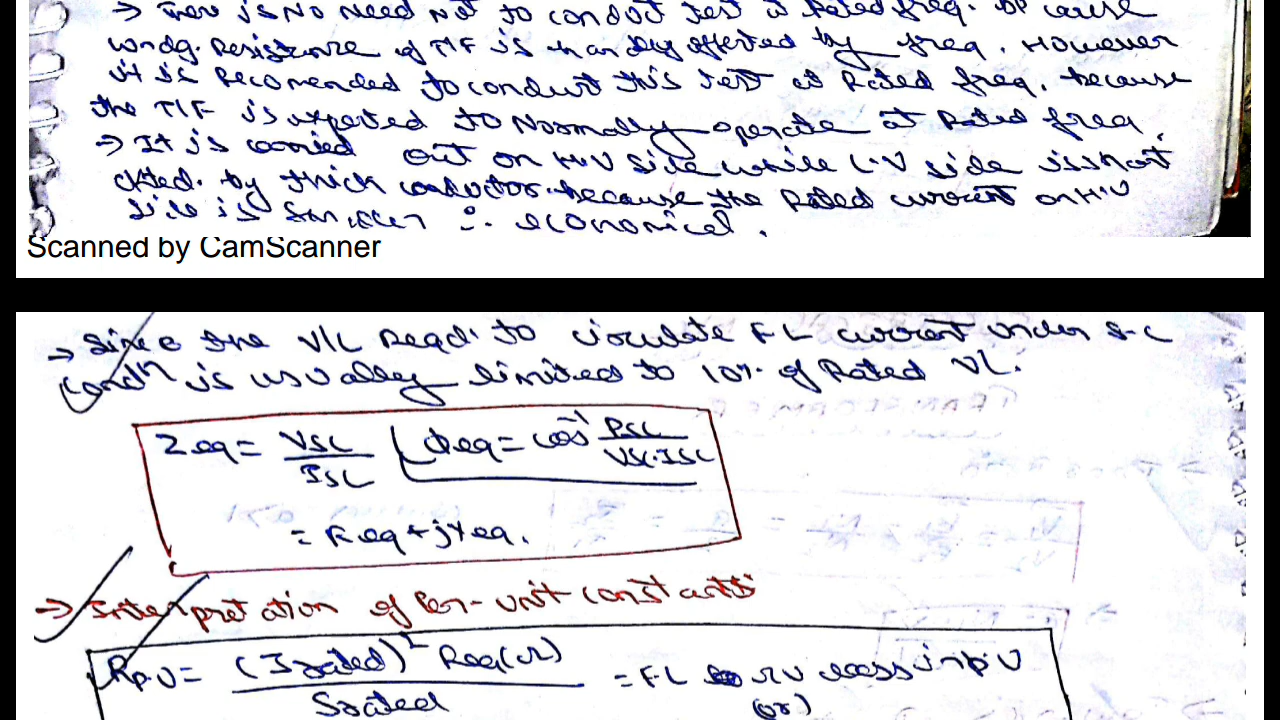 → There is No need Not to conduct test at Rated freq. because
wndg. Resistance of T/F is hardly affected by freq. However
it is Recomended to conduct this test at Rated freq. because
the T/F is expected to Normally operate at Rated freq.
→ It is carried out on H.V side while L.V side is short
ckted. by thick conductor. because the Rated current on H.V
side is smaller ∴ economical.
Scanned by CamScanner
→ Since the V/L Reqd. to circulate FL current under S.C
Condⁿ is usually limited to 10% of Rated V/L.
Zeq = VSC/ISC ∠ϕeq = cos⁻¹ PSC/VSC.ISC
= Req + jXeq.
→ Interpretation of Per-unit constants
RP.U = (Irated)² Req(Ω)/Srated = FL cu loss in P.U
(or)